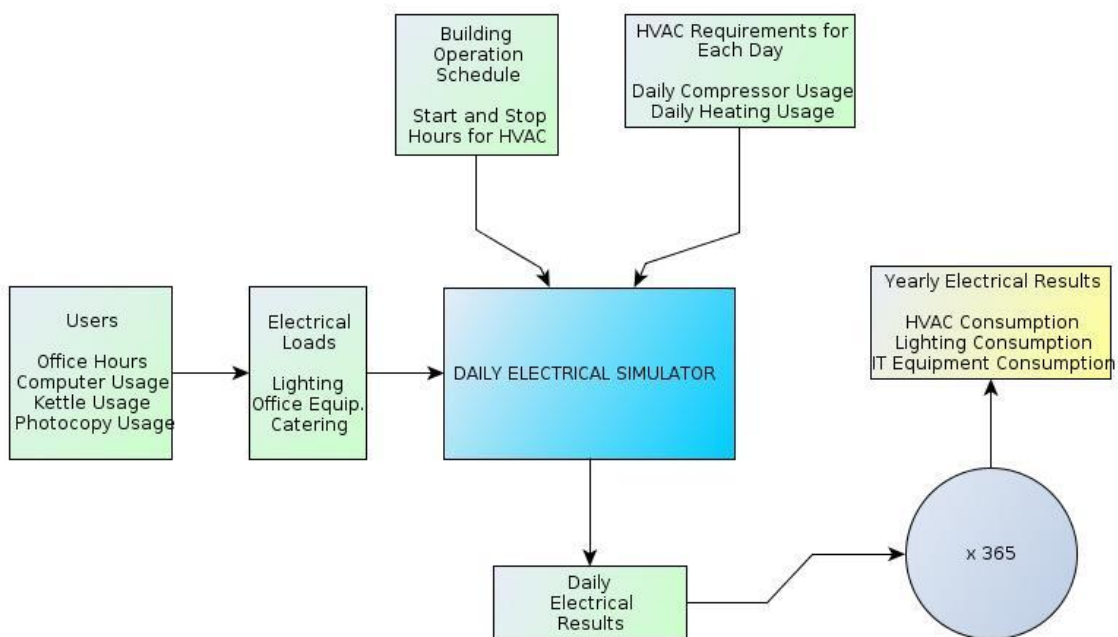 Building
Operation
Schedule
Start and Stop
Hours for HVAC
HVAC Requirements for
Each Day
Daily Compressor Usage
Daily Heating Usage
Users
Office Hours
Computer Usage
Kettle Usage
Photocopy Usage
Electrical
Loads
Lighting
Office Equip.
Catering
DAILY ELECTRICAL SIMULATOR
Yearly Electrical Results
HVAC Consumption
Lighting Consumption
IT Equipment Consumption
Daily
Electrical
Results
x 365